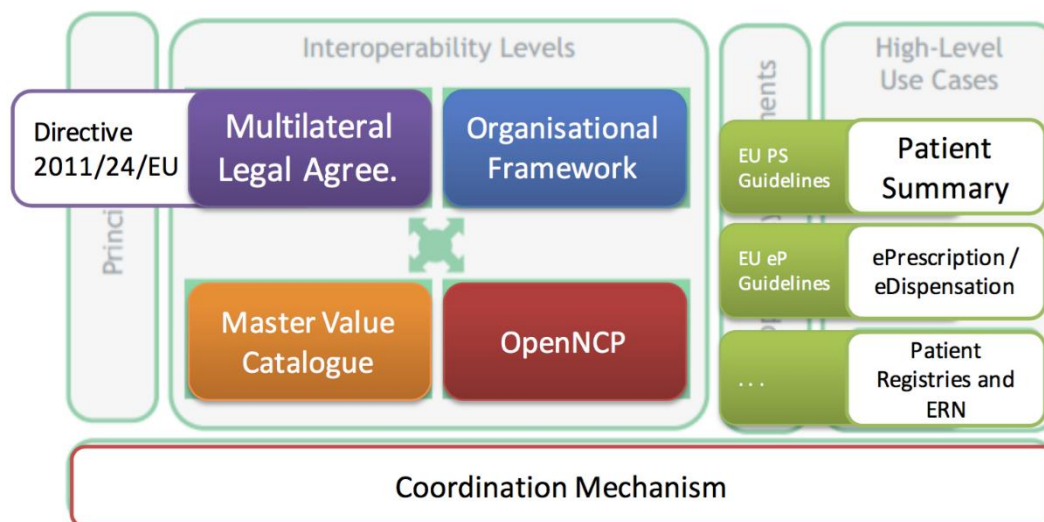 Interoperability Levels
High-Level
Use Cases
Directive
2011/24/EU
Multilateral
Legal Agree.
Organisational
Framework
EU PS
Guidelines
Patient
Summary
Master Value
Catalogue
OpenNCP
EU eP
Guidelines
ePrescription /
eDispensation
. . .
Patient
Registries and
ERN
Coordination Mechanism